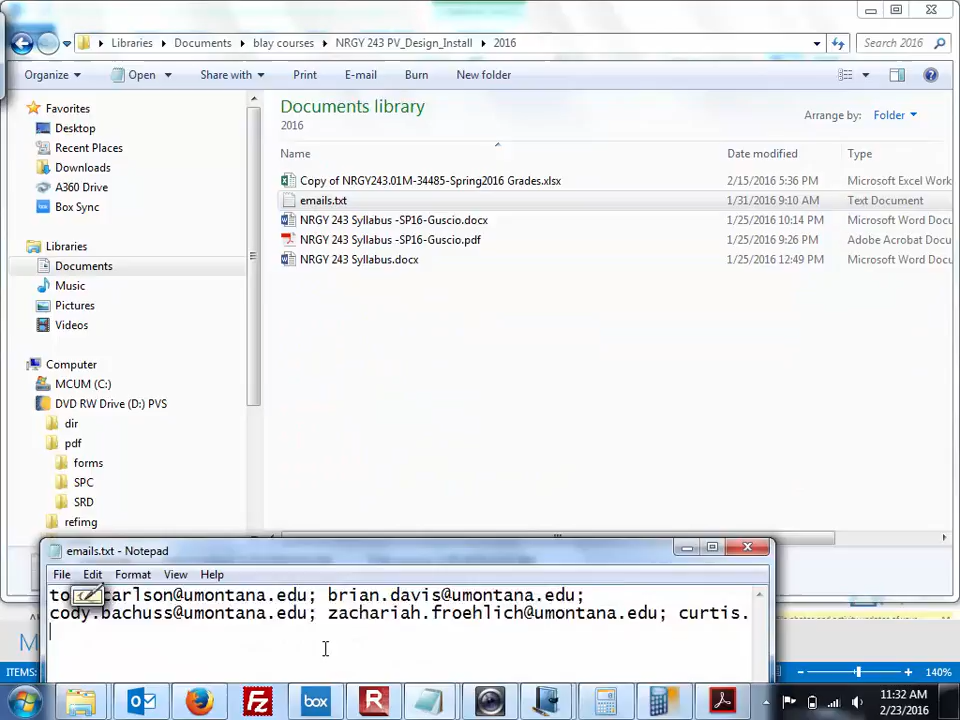 Libraries Documents blay courses NRGY 243 PV_Design_Install 2016 Search 2016
Organize Open Share with Print E-mail Burn New folder
Favorites
Desktop
Recent Places
Downloads
A360 Drive
Box Sync
Libraries
Documents
Music
Pictures
Videos
Computer
MCUM (C:)
DVD RW Drive (D:) PVS
dir
pdf
forms
SPC
SRD
refimg
Documents library
2016
Arrange by: Folder
Name Date modified Type
Copy of NRGY243.01M-34485-Spring2016 Grades.xlsx 2/15/2016 5:36 PM Microsoft Excel Work
emails.txt 1/31/2016 9:10 AM Text Document
NRGY 243 Syllabus -SP16-Guscio.docx 1/25/2016 10:14 PM Microsoft Word Docu
NRGY 243 Syllabus -SP16-Guscio.pdf 1/25/2016 9:26 PM Adobe Acrobat Docu
NRGY 243 Syllabus.docx 1/25/2016 12:49 PM Microsoft Word Docu
emails.txt - Notepad
File Edit Format View Help
carlson@umontana.edu; brian.davis@umontana.edu;
cody.bachuss@umontana.edu; zachariah.froehlich@umontana.edu; curtis.
ITEMS: 140%
box
11:32 AM
2/23/2016